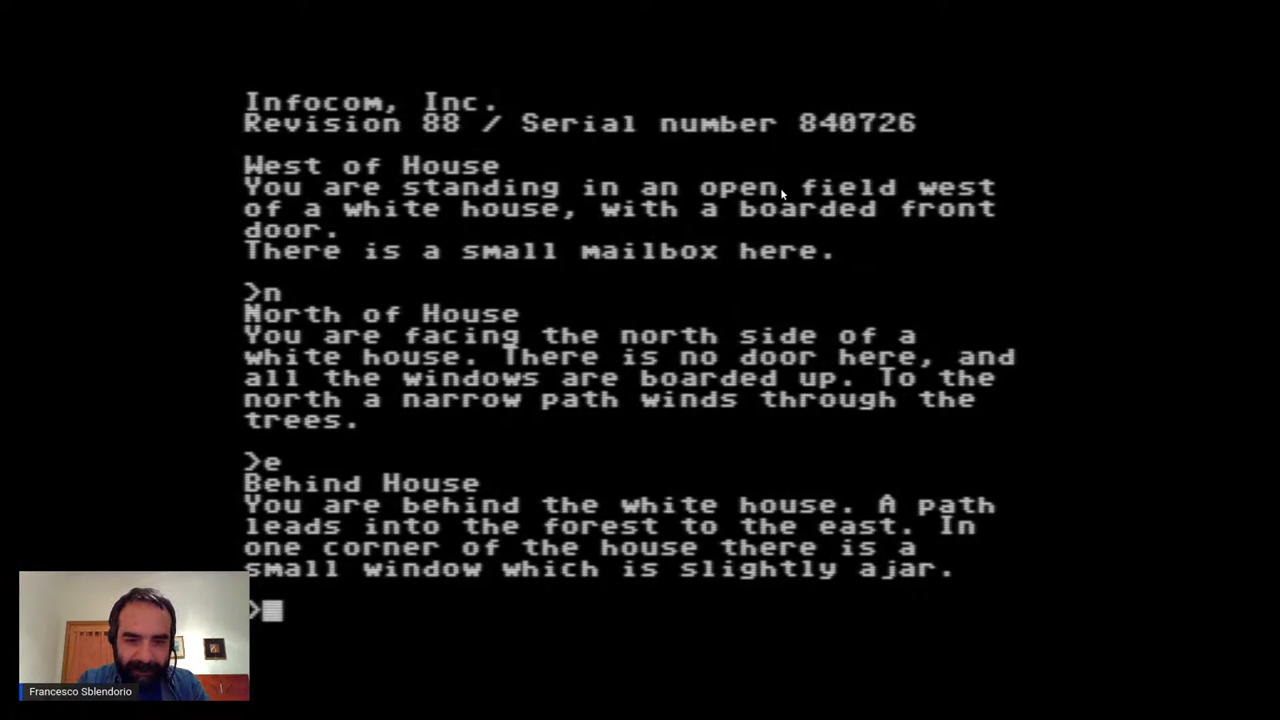 Infocom, Inc.
Revision 88 / Serial number 840726
West of House
You are standing in an open field west
of a white house, with a boarded front
door.
There is a small mailbox here.
>n
North of House
You are facing the north side of a
white house. There is no door here, and
all the windows are boarded up. To the
north a narrow path winds through the
trees.
>e
Behind House
You are behind the white house. A path
leads into the forest to the east. In
one corner of the house there is a
small window which is slightly ajar.
>
Francesco Sblendorio